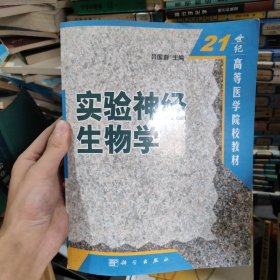 吕国蔚 主编
21世纪
高等医学院校教材
实验神经
生物学
科学出版社